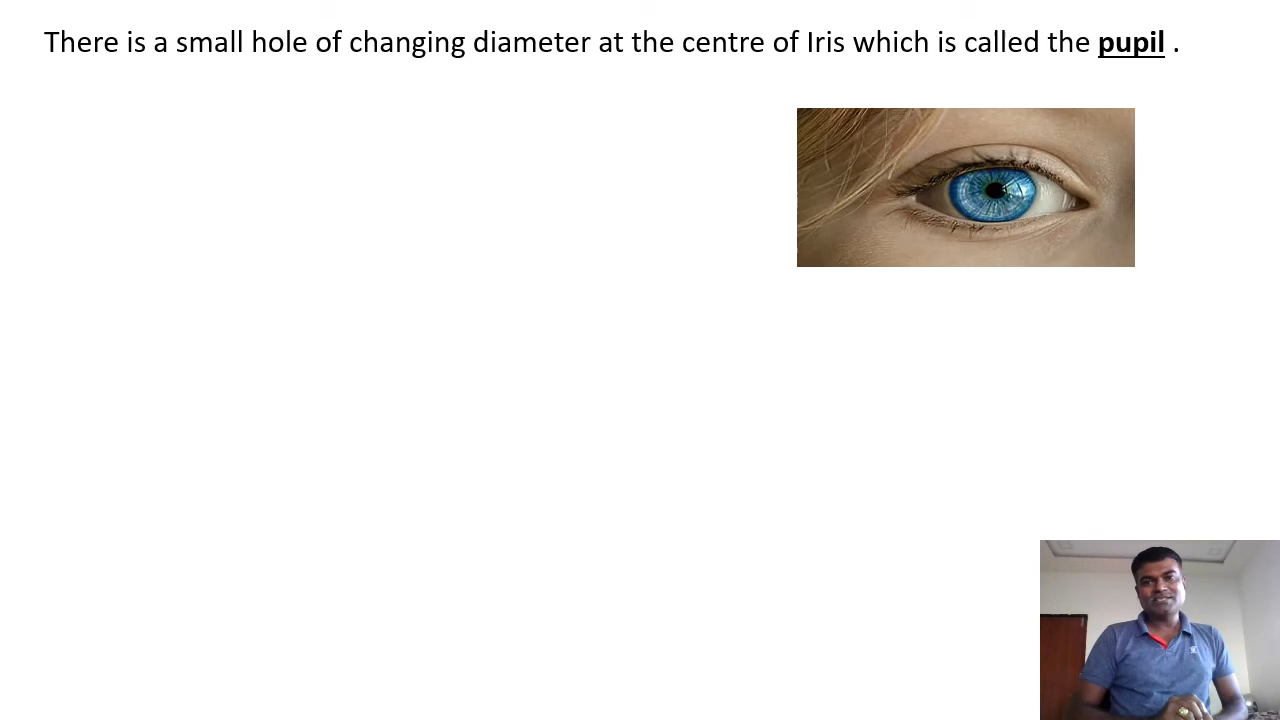 There is a small hole of changing diameter at the centre of Iris which is called the pupil .